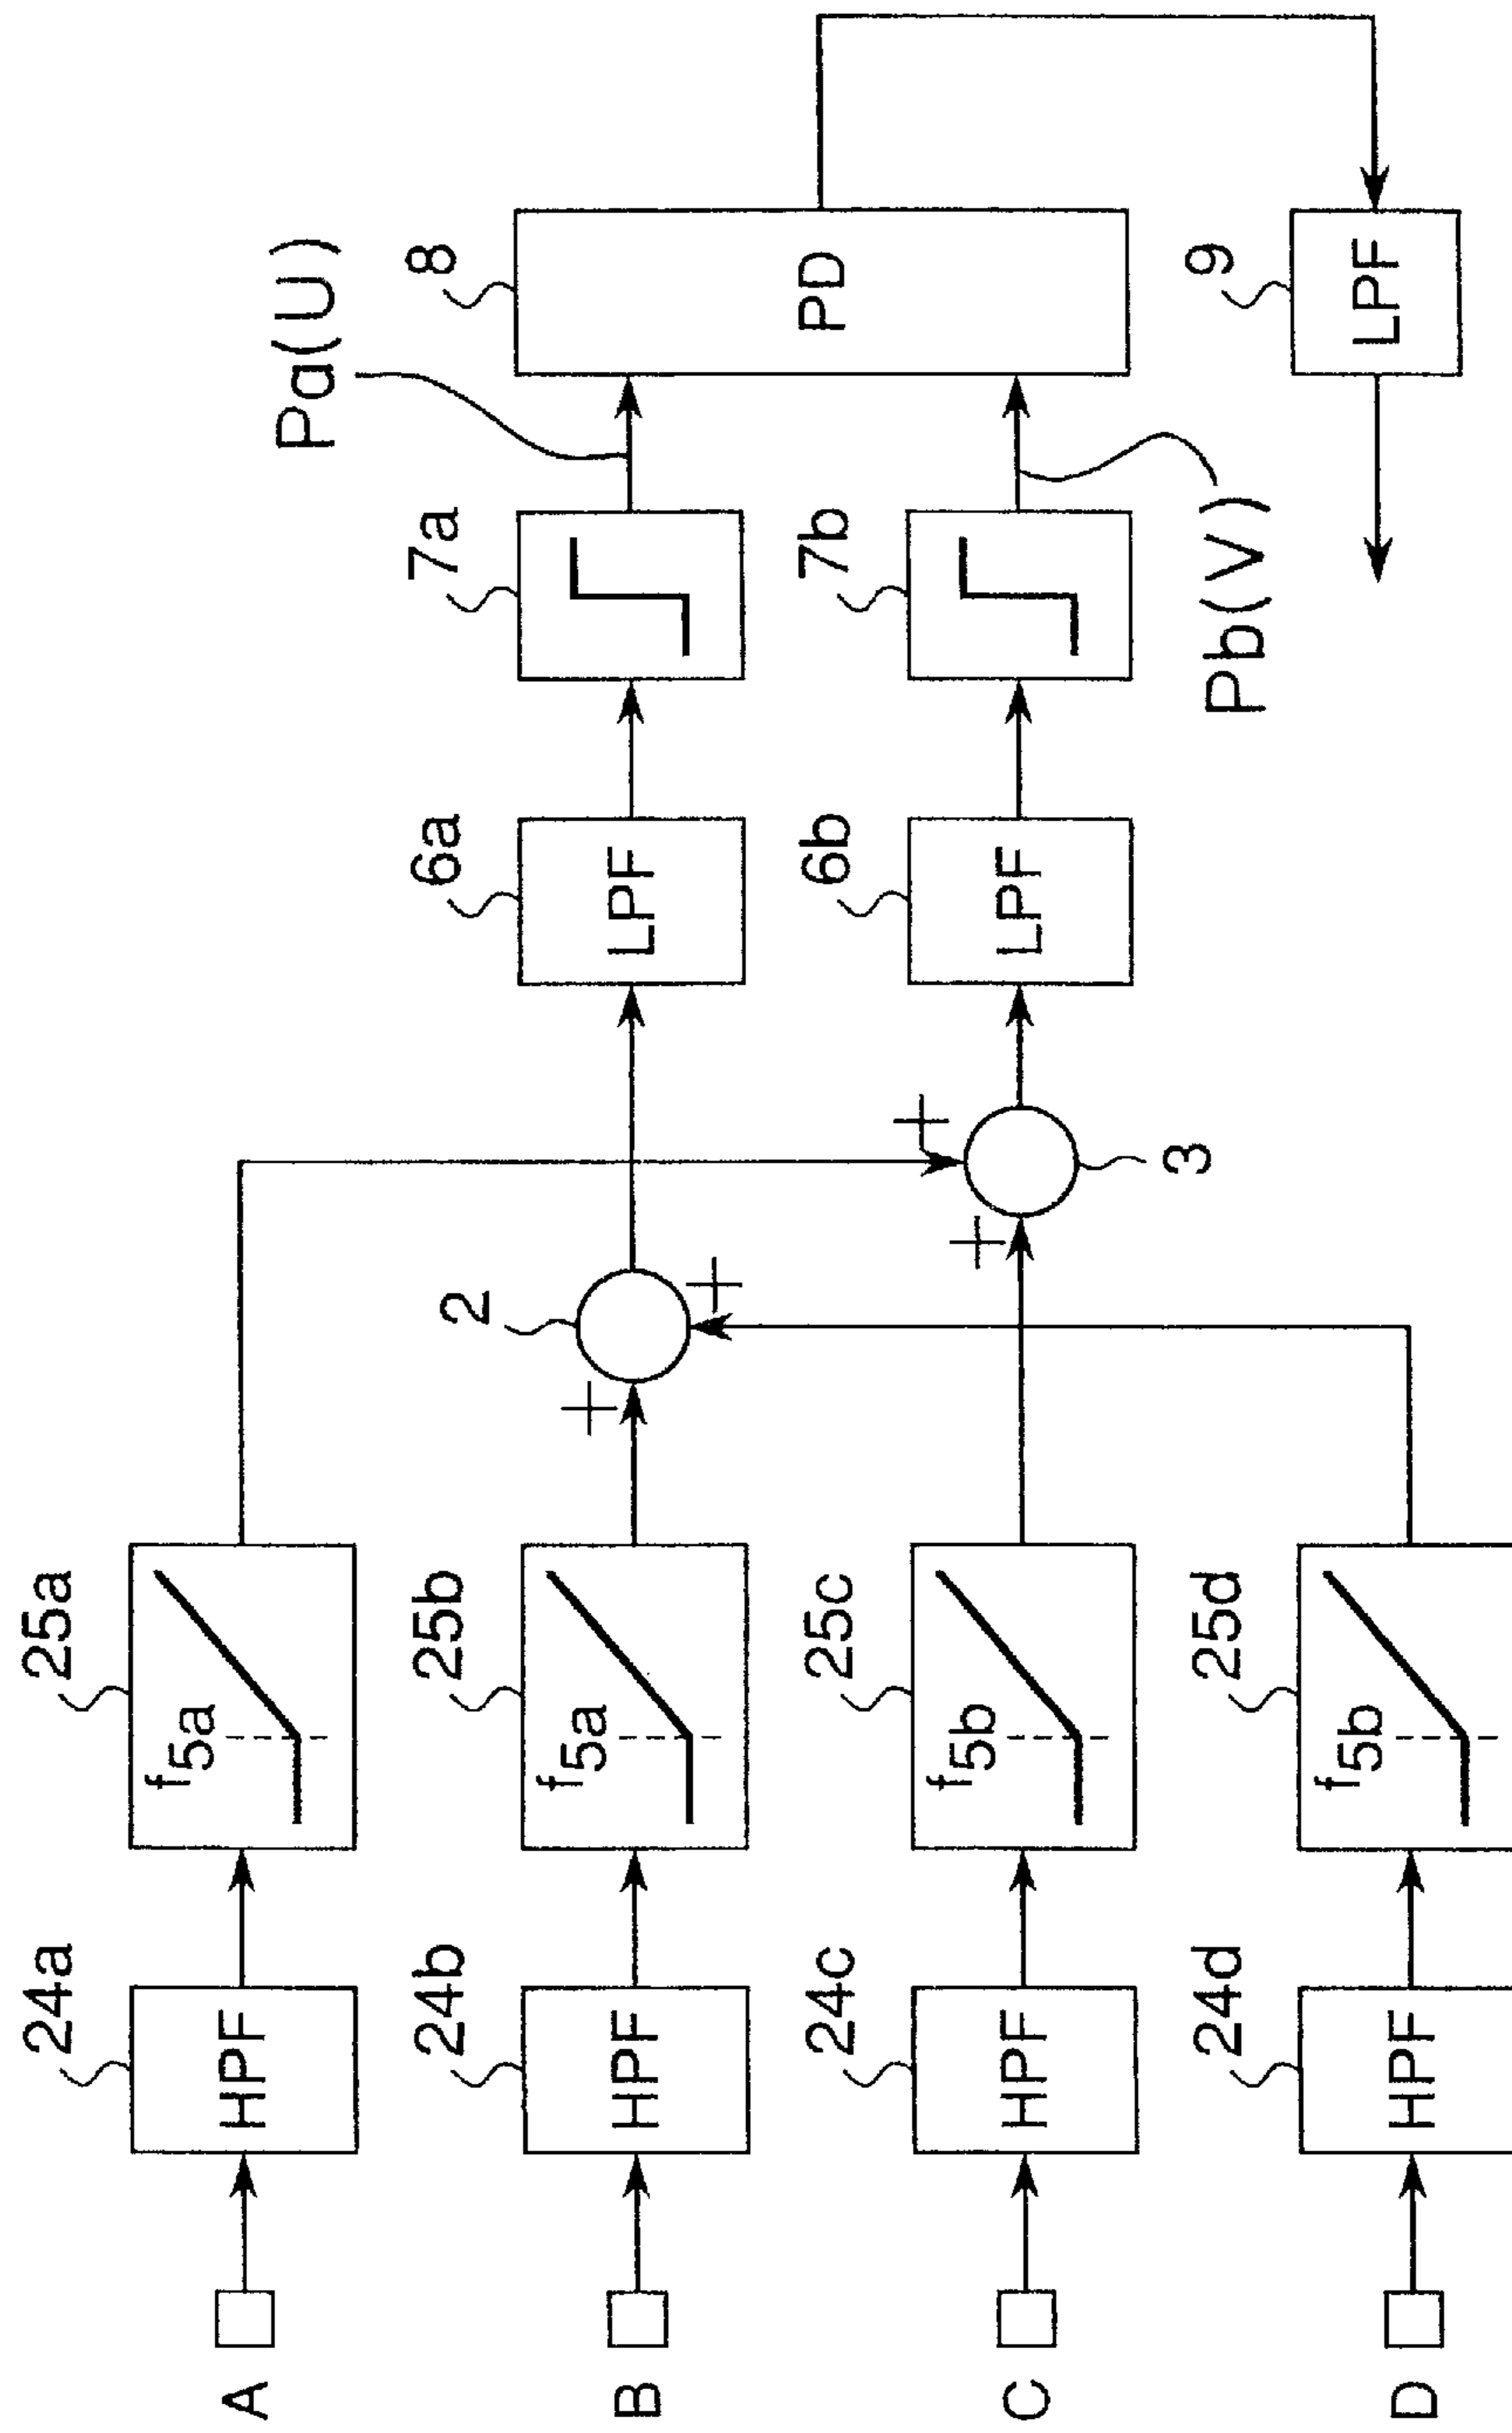 A
24a
HPF
25a
f5a
B
24b
HPF
25b
f5a
C
24c
HPF
25c
f5b
D
24d
HPF
25d
f5b
2
+
+
3
+
+
6a
LPF
6b
LPF
7a
7b
Pa(U)
Pb(V)
8
PD
9
LPF